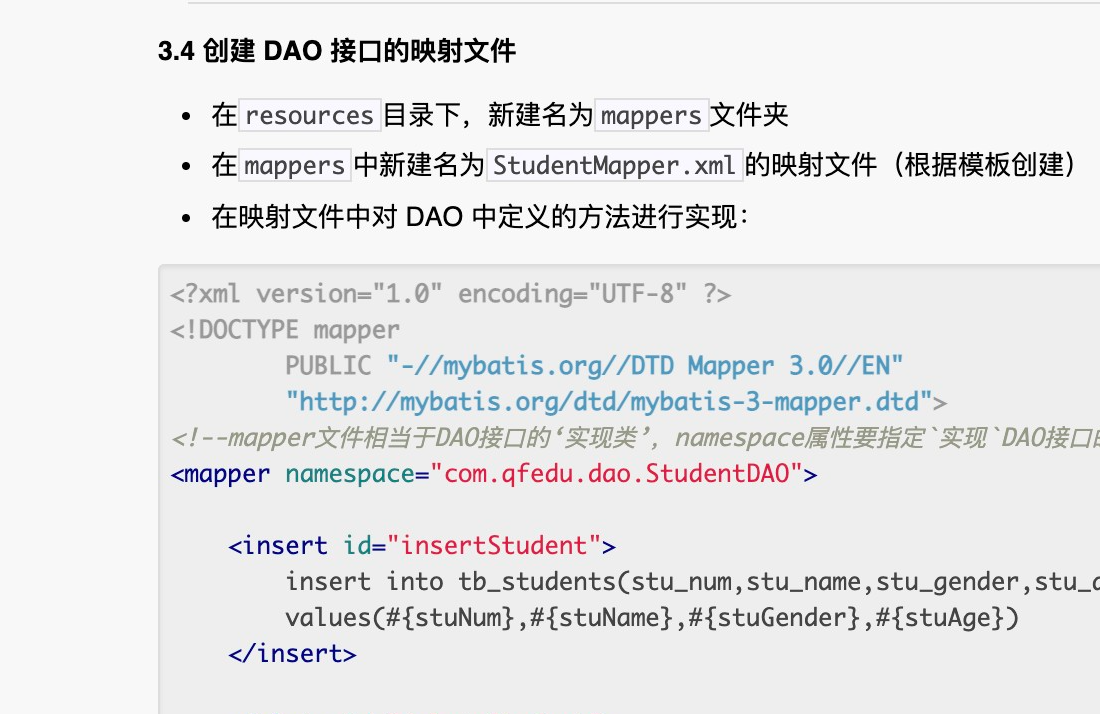 3.4 创建 DAO 接口的映射文件
在resources目录下，新建名为mappers文件夹
在mappers中新建名为StudentMapper.xml的映射文件（根据模板创建）
在映射文件中对 DAO 中定义的方法进行实现：
<?xml version="1.0" encoding="UTF-8" ?>
<!DOCTYPE mapper
PUBLIC "-//mybatis.org//DTD Mapper 3.0//EN"
"http://mybatis.org/dtd/mybatis-3-mapper.dtd">
<!--mapper文件相当于DAO接口的‘实现类’，namespace属性要指定`实现`DAO接口
<mapper namespace="com.qfedu.dao.StudentDAO">
<insert id="insertStudent">
insert into tb_students(stu_num,stu_name,stu_gender,stu_
values(#{stuNum},#{stuName},#{stuGender},#{stuAge})
</insert>